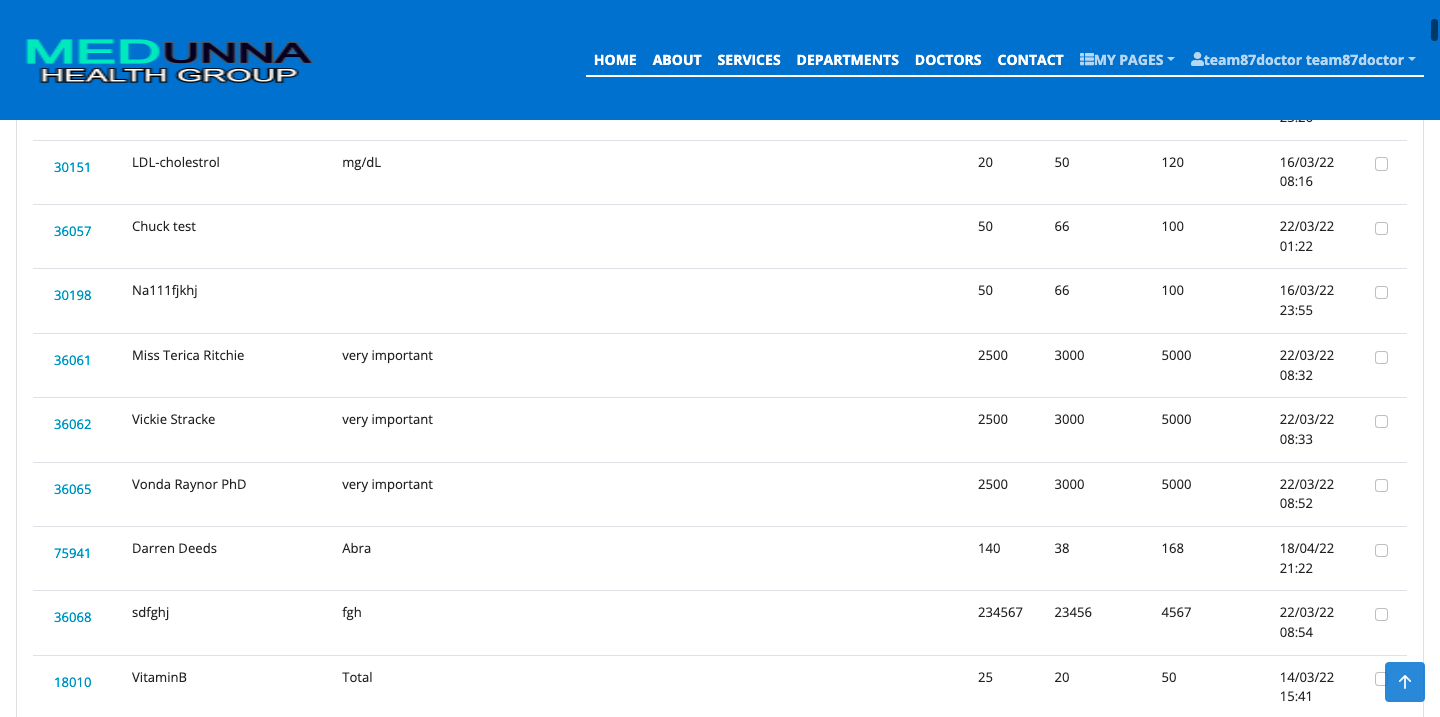 MEDUNNA
HEALTH GROUP
HOME ABOUT SERVICES DEPARTMENTS DOCTORS CONTACT MY PAGES team87doctor team87doctor
30151 LDL-cholestrol mg/dL 20 50 120 16/03/22
08:16
36057 Chuck test 50 66 100 22/03/22
01:22
30198 Na111fjkhj 50 66 100 16/03/22
23:55
36061 Miss Terica Ritchie very important 2500 3000 5000 22/03/22
08:32
36062 Vickie Stracke very important 2500 3000 5000 22/03/22
08:33
36065 Vonda Raynor PhD very important 2500 3000 5000 22/03/22
08:52
75941 Darren Deeds Abra 140 38 168 18/04/22
21:22
36068 sdfghj fgh 234567 23456 4567 22/03/22
08:54
18010 VitaminB Total 25 20 50 14/03/22
15:41